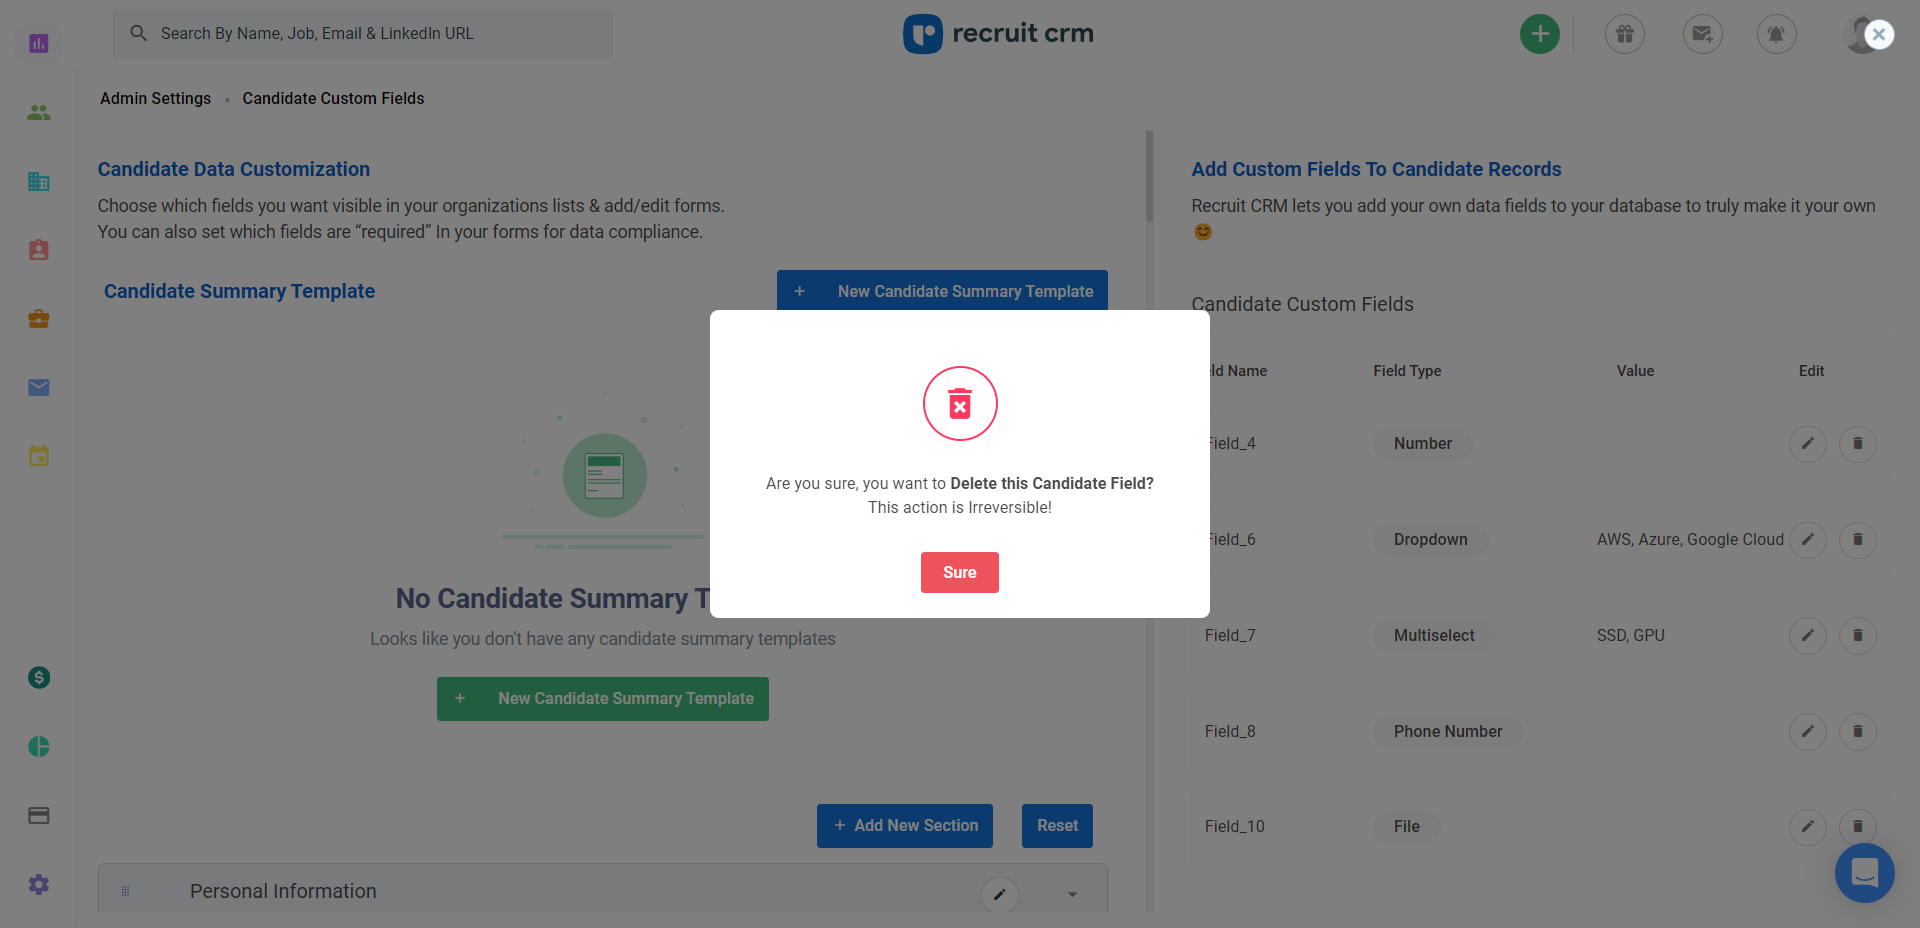 Search By Name, Job, Email & LinkedIn URL
recruit crm
Admin Settings • Candidate Custom Fields
Candidate Data Customization
Choose which fields you want visible in your organizations lists & add/edit forms.
You can also set which fields are “required” In your forms for data compliance.
Candidate Summary Template
+ New Candidate Summary Template
No Candidate Summary T
Looks like you don't have any candidate summary templates
+ New Candidate Summary Template
+ Add New Section
Reset
Personal Information
Are you sure, you want to Delete this Candidate Field?
This action is Irreversible!
Sure
Add Custom Fields To Candidate Records
Recruit CRM lets you add your own data fields to your database to truly make it your own
😊
Candidate Custom Fields
ld Name Field Type Value Edit
Field_4 Number
Field_6 Dropdown AWS, Azure, Google Cloud
Field_7 Multiselect SSD, GPU
Field_8 Phone Number
Field_10 File